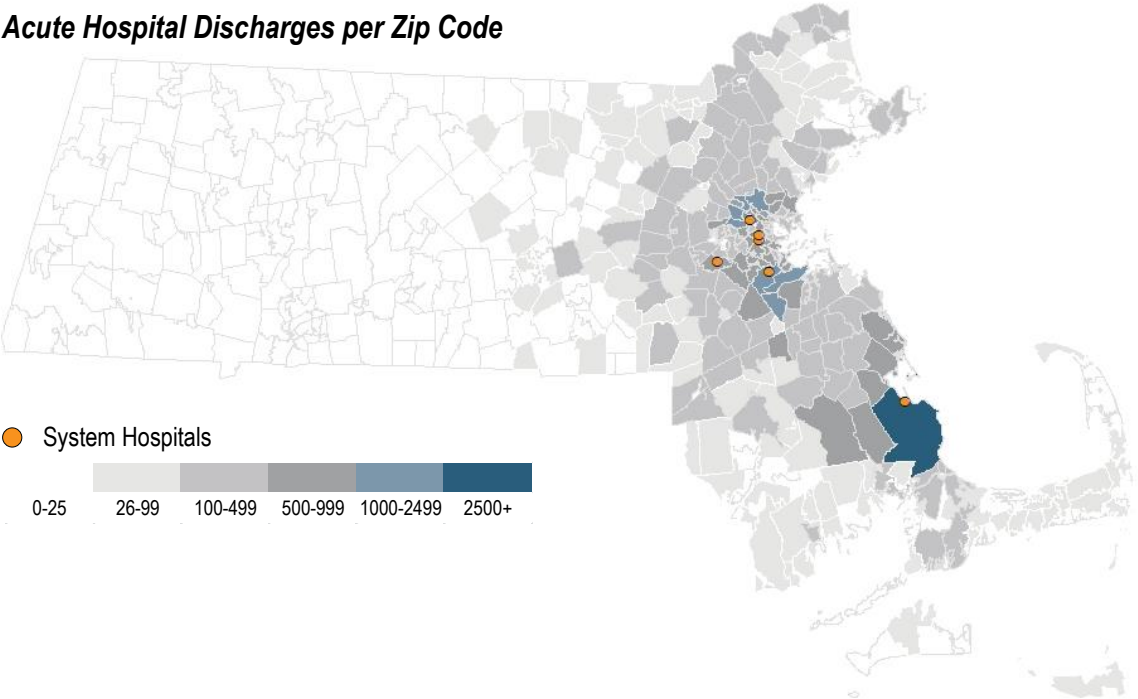 Acute Hospital Discharges per Zip Code
System Hospitals
0-25 26-99 100-499 500-999 1000-2499 2500+